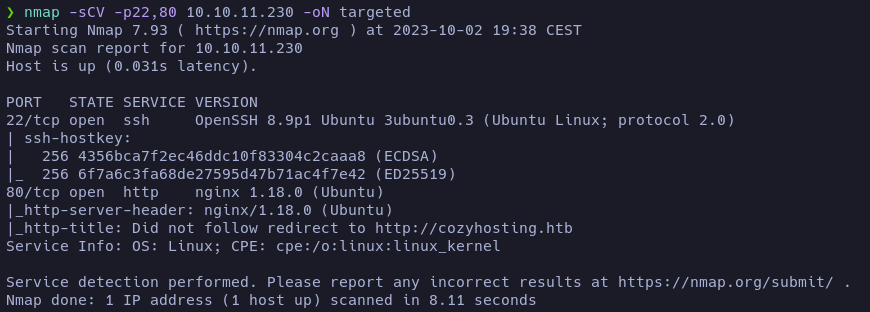 ❯ nmap -sCV -p22,80 10.10.11.230 -oN targeted
Starting Nmap 7.93 ( https://nmap.org ) at 2023-10-02 19:38 CEST
Nmap scan report for 10.10.11.230
Host is up (0.031s latency).
PORT   STATE SERVICE VERSION
22/tcp open  ssh     OpenSSH 8.9p1 Ubuntu 3ubuntu0.3 (Ubuntu Linux; protocol 2.0)
| ssh-hostkey:
|   256 4356bca7f2ec46ddc10f83304c2caaa8 (ECDSA)
|_  256 6f7a6c3fa68de27595d47b71ac4f7e42 (ED25519)
80/tcp open  http    nginx 1.18.0 (Ubuntu)
|_http-server-header: nginx/1.18.0 (Ubuntu)
|_http-title: Did not follow redirect to http://cozyhosting.htb
Service Info: OS: Linux; CPE: cpe:/o:linux:linux_kernel
Service detection performed. Please report any incorrect results at https://nmap.org/submit/ .
Nmap done: 1 IP address (1 host up) scanned in 8.11 seconds